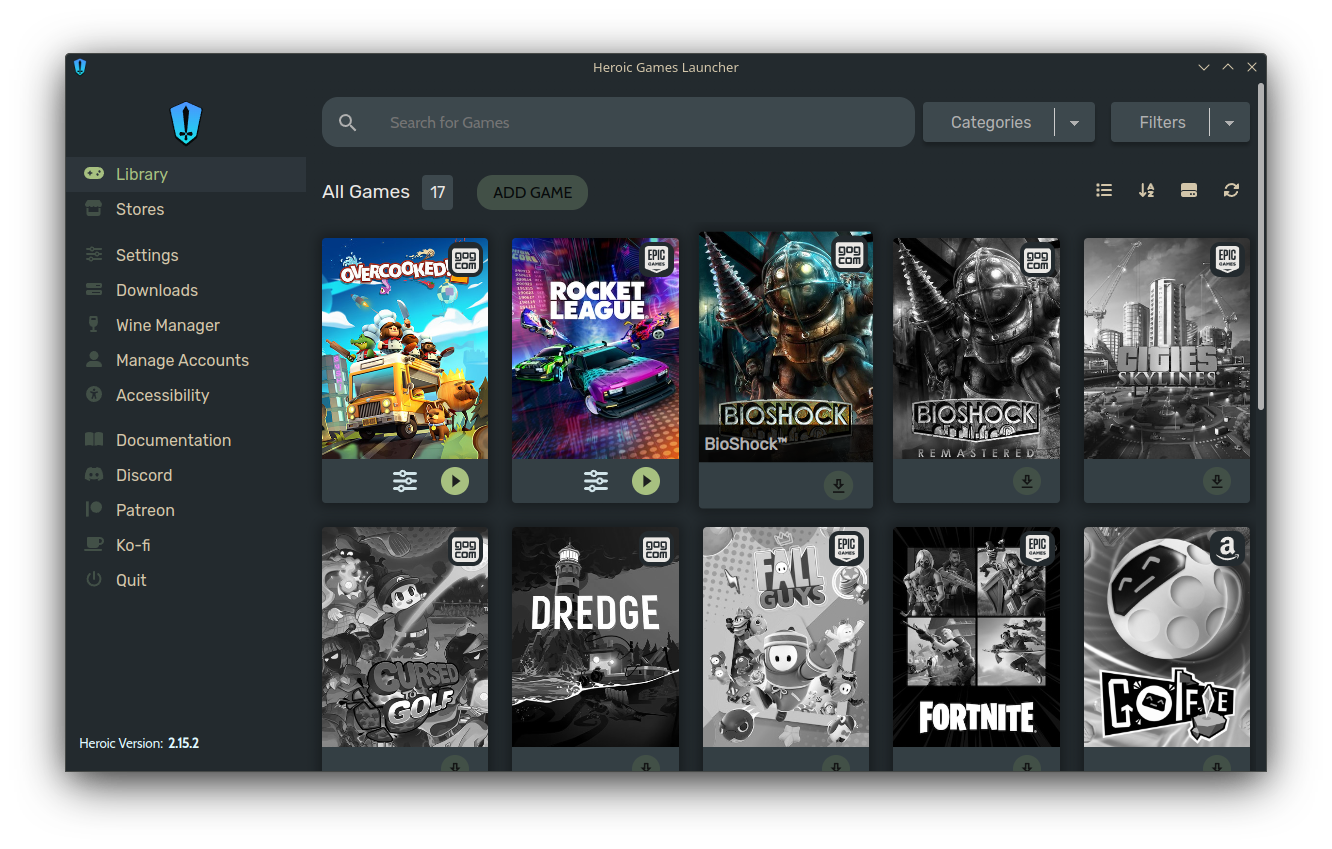 Heroic Games Launcher
Search for Games
Categories
Filters
Library
Stores
Settings
Downloads
Wine Manager
Manage Accounts
Accessibility
Documentation
Discord
Patreon
Ko-fi
Quit
Heroic Version: 2.15.2
All Games 17
ADD GAME
OVERCOOKED!
gog
com
ROCKET
LEAGUE
EPIC
GAMES
BIOSHOCK
BioShock™
gog
com
BIOSHOCK
REMASTERED
gog
com
CITIES
SKYLINES
EPIC
GAMES
CURSED
TO
GOLF
gog
com
DREDGE
gog
com
FALL
GUYS
EPIC
GAMES
FORTNITE
EPIC
GAMES
GOLFIE
a